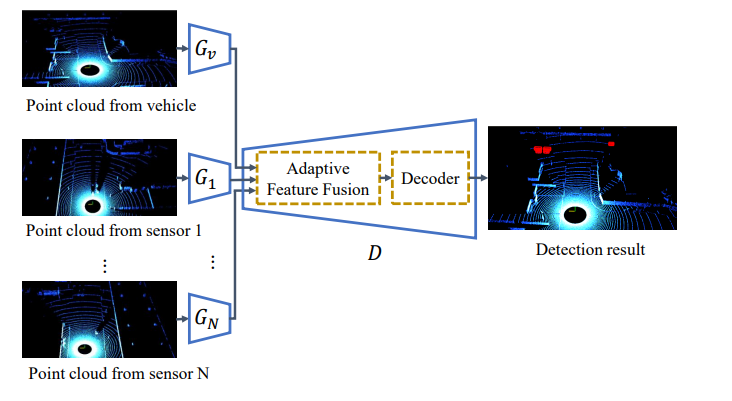 G_v
Point cloud from vehicle
G_1
Point cloud from sensor 1
⋮
⋮
G_N
Point cloud from sensor N
Adaptive
Feature Fusion
Decoder
D
Detection result